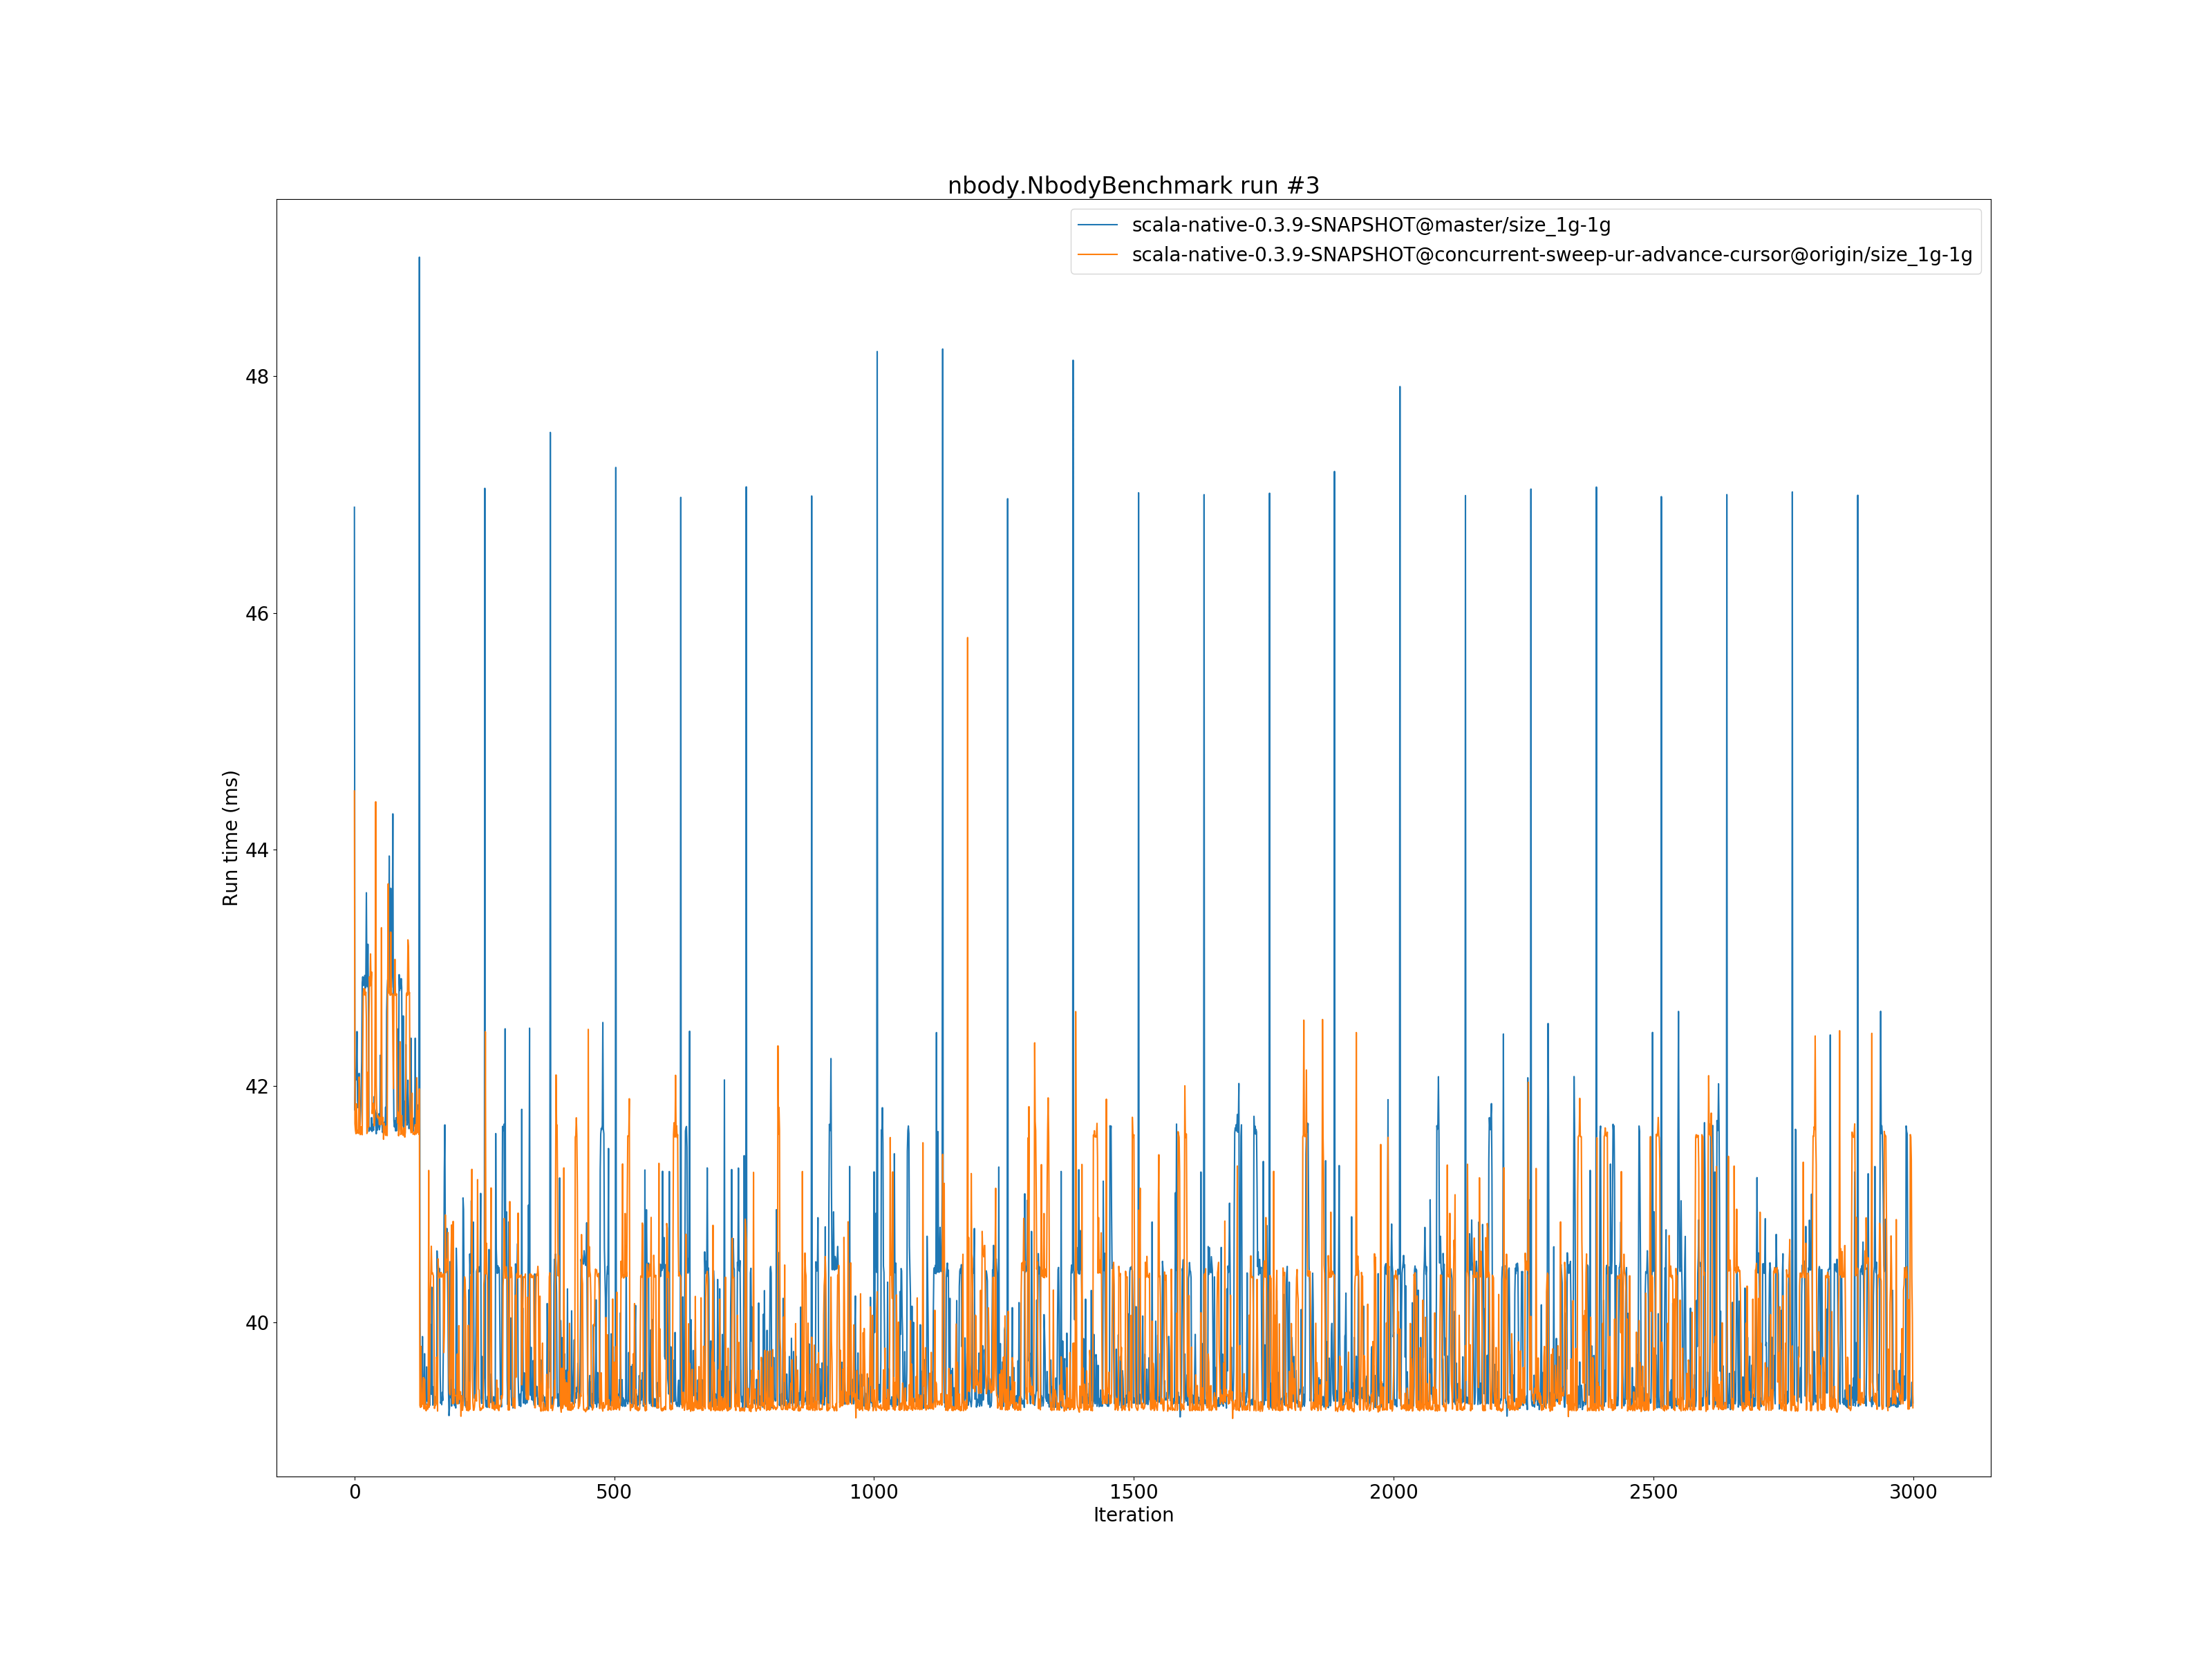 nbody.NbodyBenchmark run #3
scala-native-0.3.9-SNAPSHOT@master/size_1g-1g
scala-native-0.3.9-SNAPSHOT@concurrent-sweep-ur-advance-cursor@origin/size_1g-1g
48
46
44
42
40
Run time (ms)
0 500 1000 1500 2000 2500 3000
Iteration